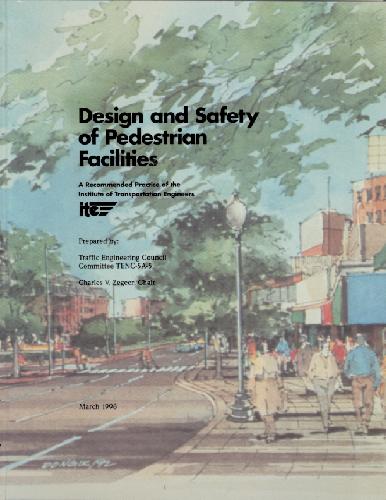 Design and Safety
of Pedestrian
Facilities
A Recommended Practice of the
Institute of Transportation Engineers
ite
Prepared by:
Traffic Engineering Council
Committee TENC-5A-5
Charles V. Zegeer, Chair
March 1998